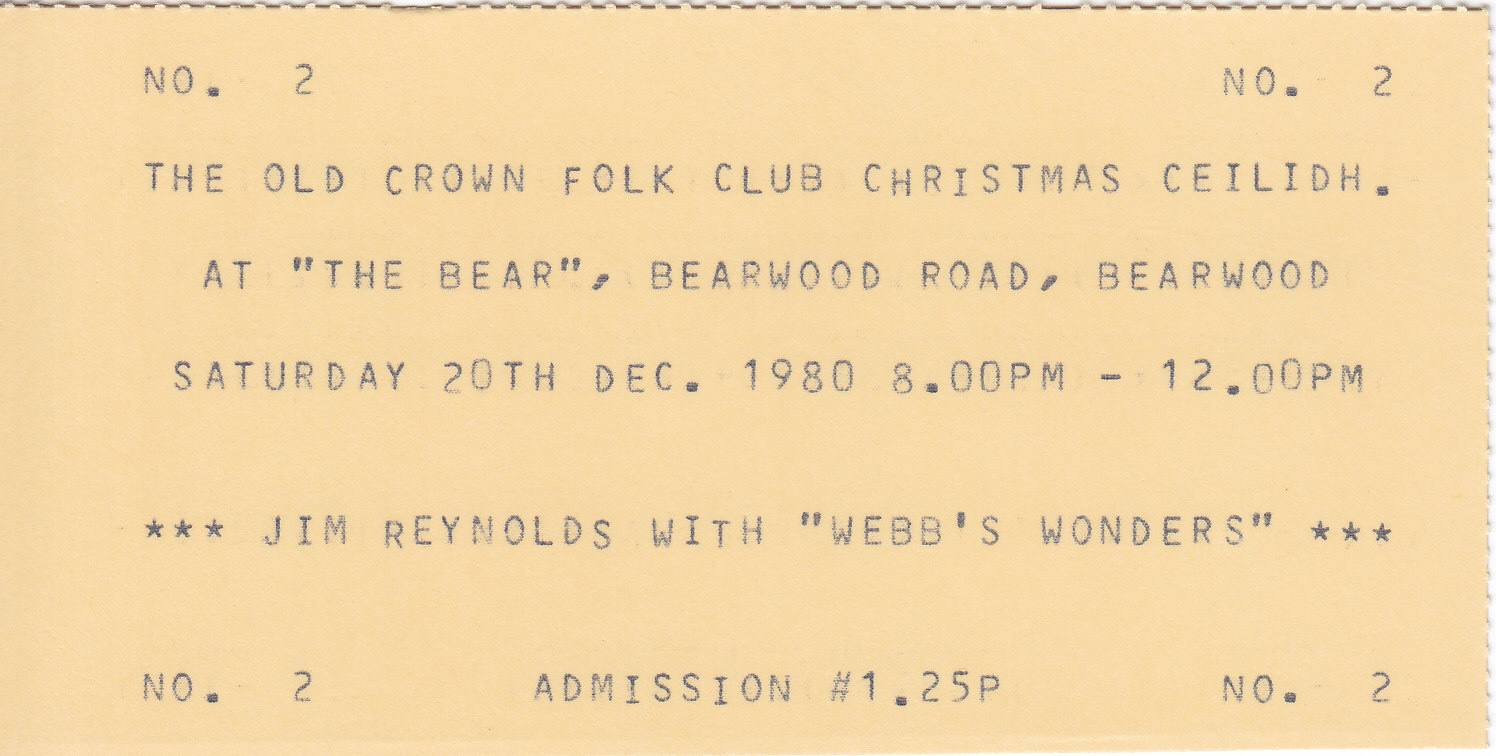 NO. 2 NO. 2
THE OLD CROWN FOLK CLUB CHRISTMAS CEILIDH.
AT "THE BEAR", BEARWOOD ROAD, BEARWOOD
SATURDAY 20TH DEC. 1980 8.00PM - 12.00PM
*** JIM REYNOLDS WITH "WEBB'S WONDERS" ***
NO. 2 ADMISSION #1.25P NO. 2